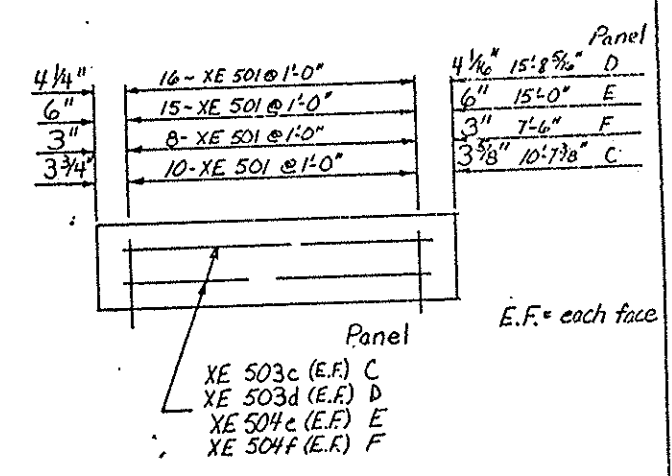 Panel
4 1/4" 16~ XE 501 @ 1'-0" 4 1/16" 15'-8 5/16" D
6" 15~ XE 501 @ 1'-0" 6" 15'-0" E
3" 8- XE 501 @ 1'-0" 3" 7'-6" F
3 3/4" 10-XE 501 @ 1'-0" 3 5/8" 10'-7 3/8" C
E.F. = each face
Panel
XE 503c (E.F.) C
XE 503d (E.F.) D
XE 504e (E.F.) E
XE 504f (E.F.) F